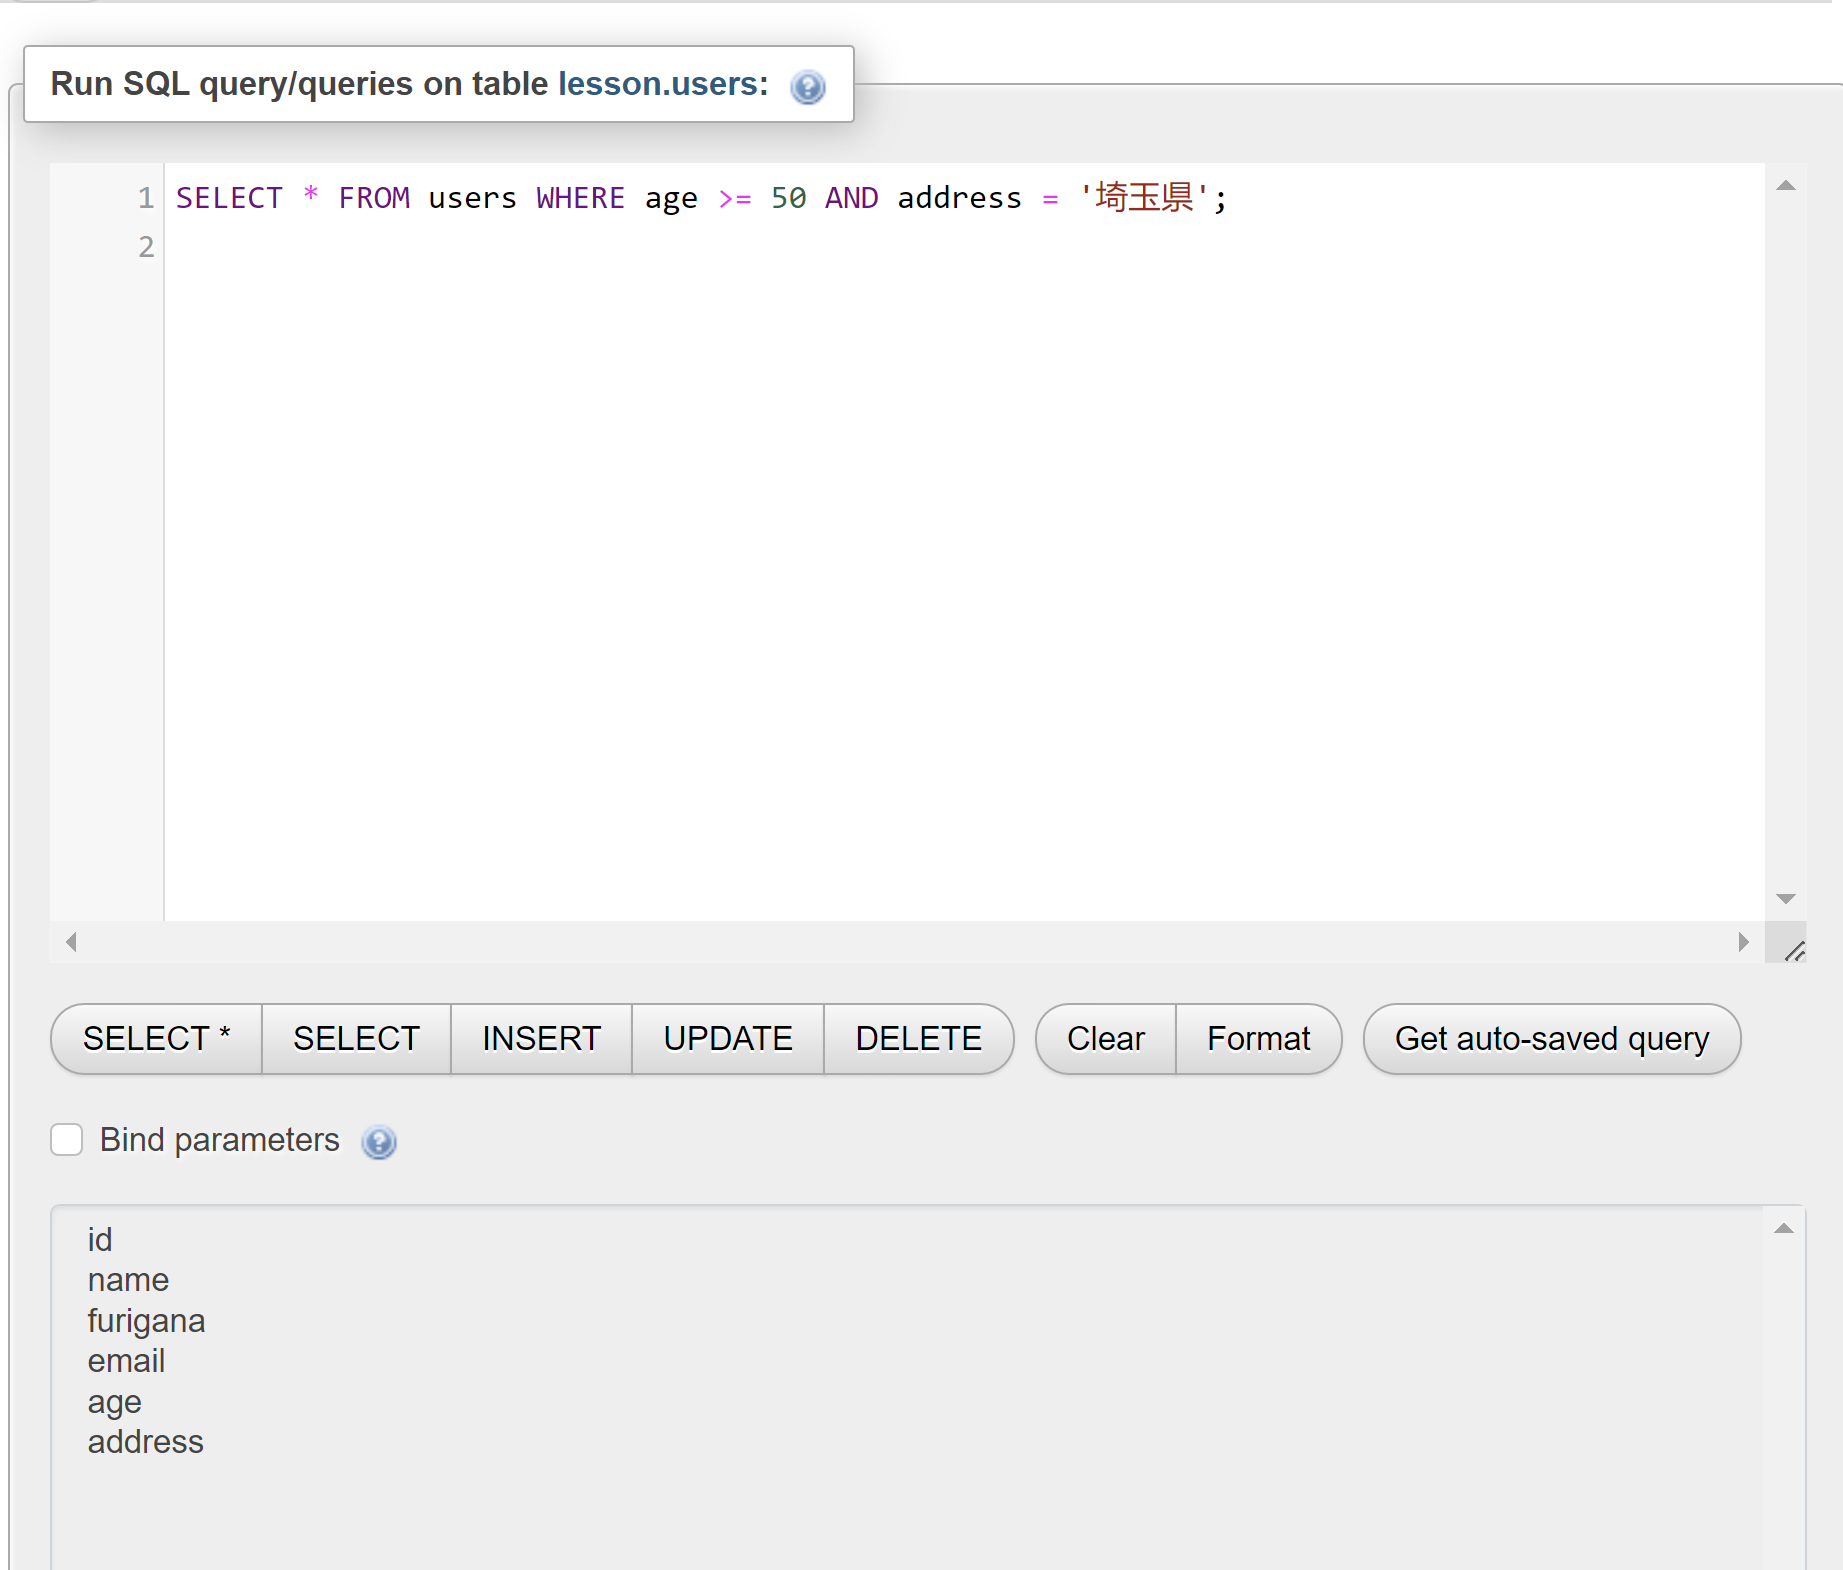 Run SQL query/queries on table lesson.users:
1 SELECT * FROM users WHERE age >= 50 AND address = '埼玉県';
2
SELECT * SELECT INSERT UPDATE DELETE Clear Format Get auto-saved query
Bind parameters
id
name
furigana
email
age
address